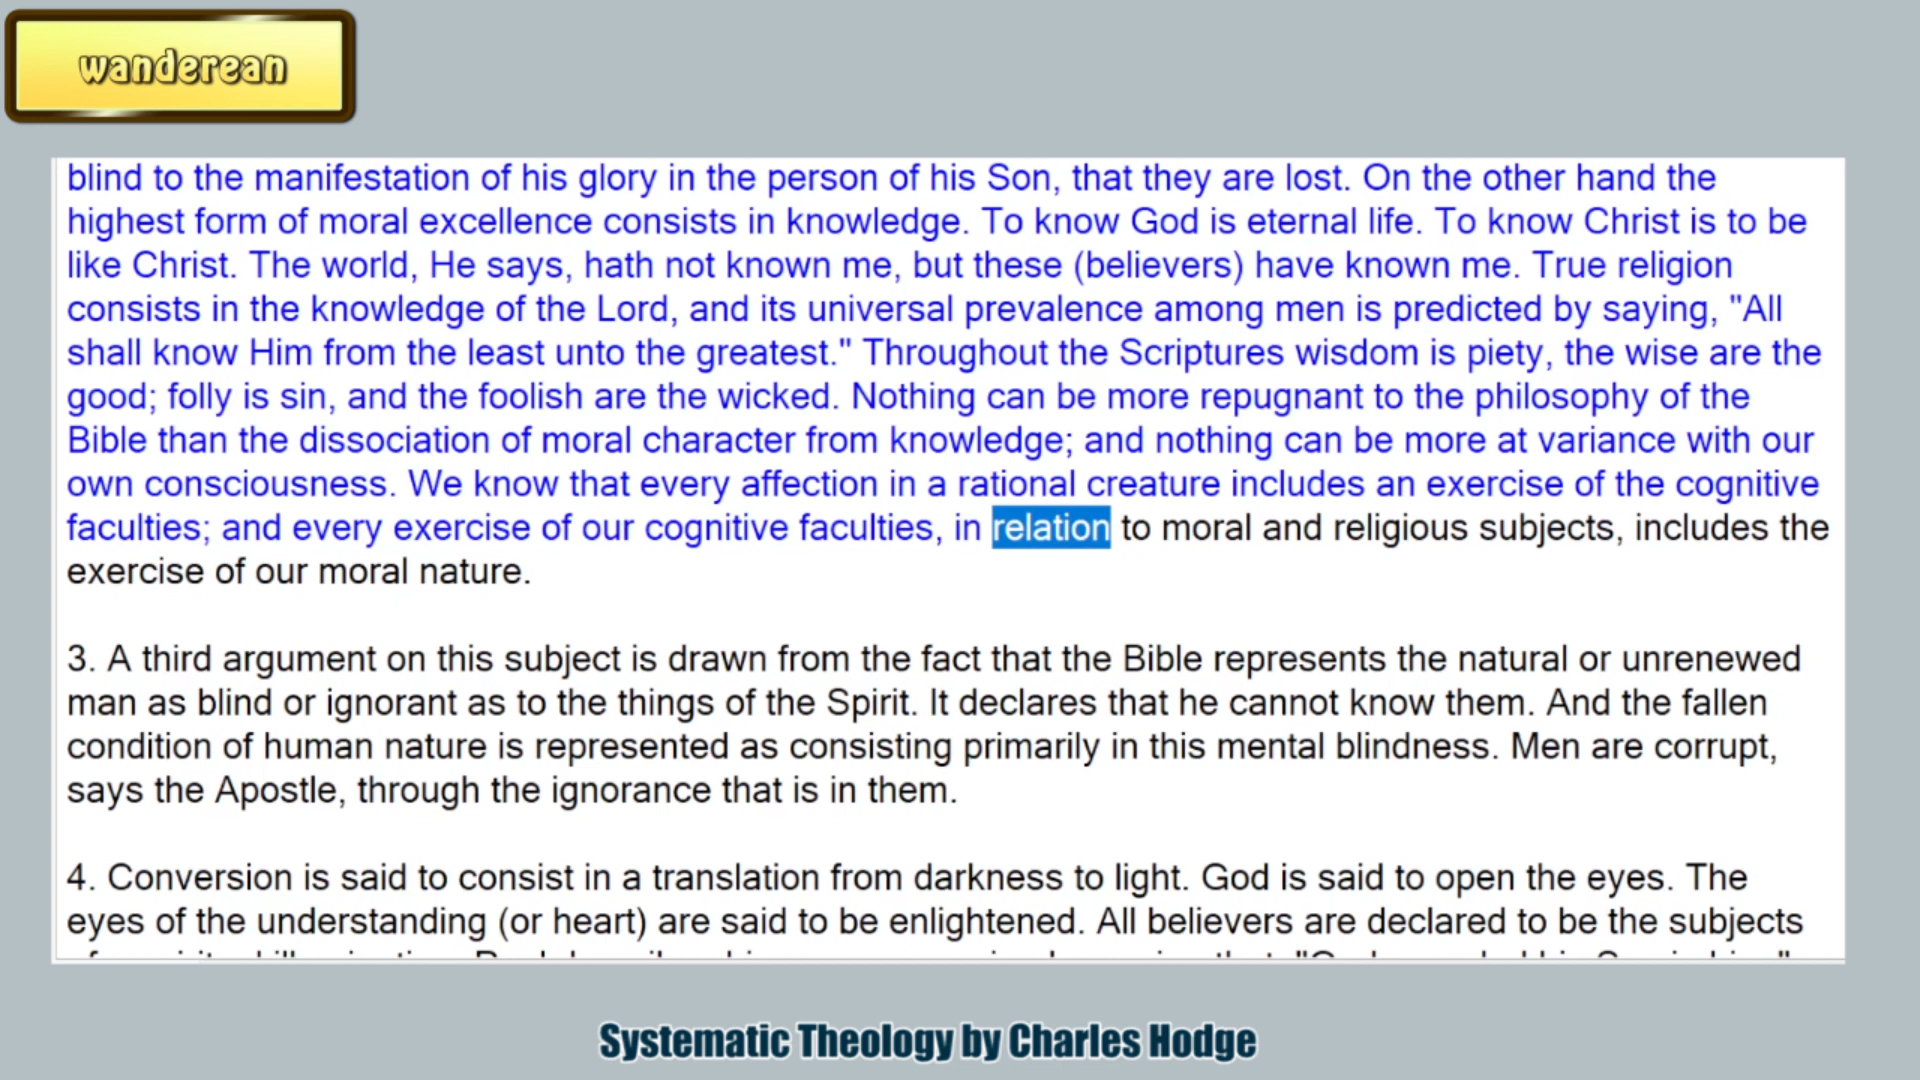 wanderean
blind to the manifestation of his glory in the person of his Son, that they are lost. On the other hand the
highest form of moral excellence consists in knowledge. To know God is eternal life. To know Christ is to be
like Christ. The world, He says, hath not known me, but these (believers) have known me. True religion
consists in the knowledge of the Lord, and its universal prevalence among men is predicted by saying, "All
shall know Him from the least unto the greatest." Throughout the Scriptures wisdom is piety, the wise are the
good; folly is sin, and the foolish are the wicked. Nothing can be more repugnant to the philosophy of the
Bible than the dissociation of moral character from knowledge; and nothing can be more at variance with our
own consciousness. We know that every affection in a rational creature includes an exercise of the cognitive
faculties; and every exercise of our cognitive faculties, in relation to moral and religious subjects, includes the
exercise of our moral nature.
3. A third argument on this subject is drawn from the fact that the Bible represents the natural or unrenewed
man as blind or ignorant as to the things of the Spirit. It declares that he cannot know them. And the fallen
condition of human nature is represented as consisting primarily in this mental blindness. Men are corrupt,
says the Apostle, through the ignorance that is in them.
4. Conversion is said to consist in a translation from darkness to light. God is said to open the eyes. The
eyes of the understanding (or heart) are said to be enlightened. All believers are declared to be the subjects
Systematic Theology by Charles Hodge